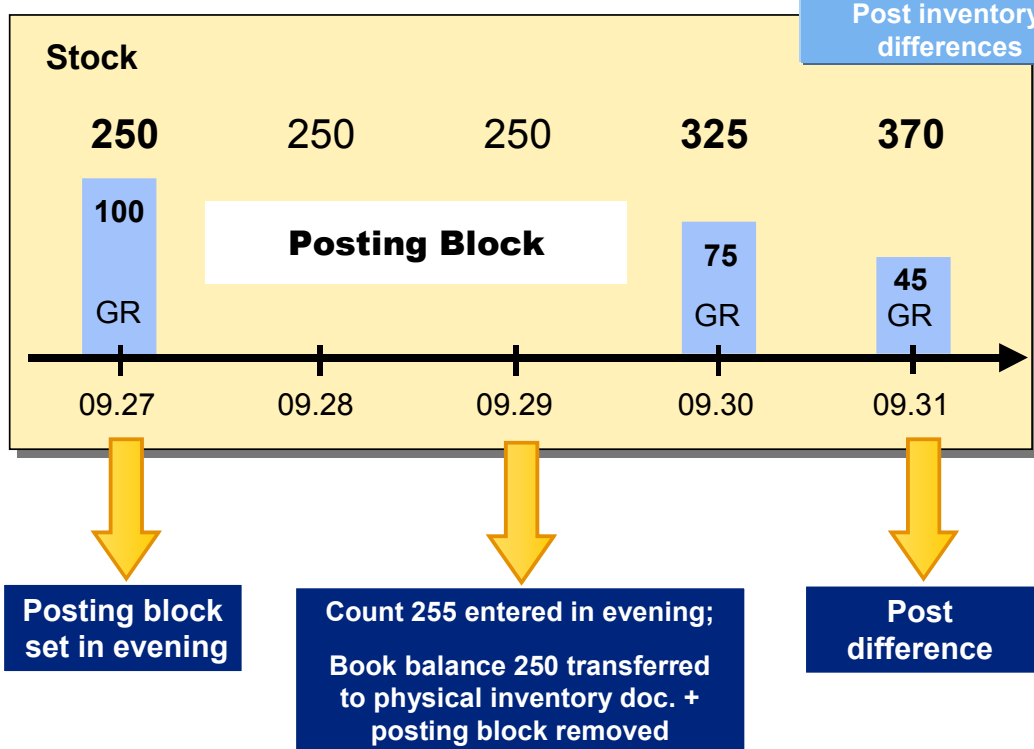 Post inventory
differences
Stock
250 250 250 325 370
100
Posting Block
75
45
GR GR GR
09.27 09.28 09.29 09.30 09.31
Posting block
set in evening
Count 255 entered in evening;
Book balance 250 transferred
to physical inventory doc. +
posting block removed
Post
difference